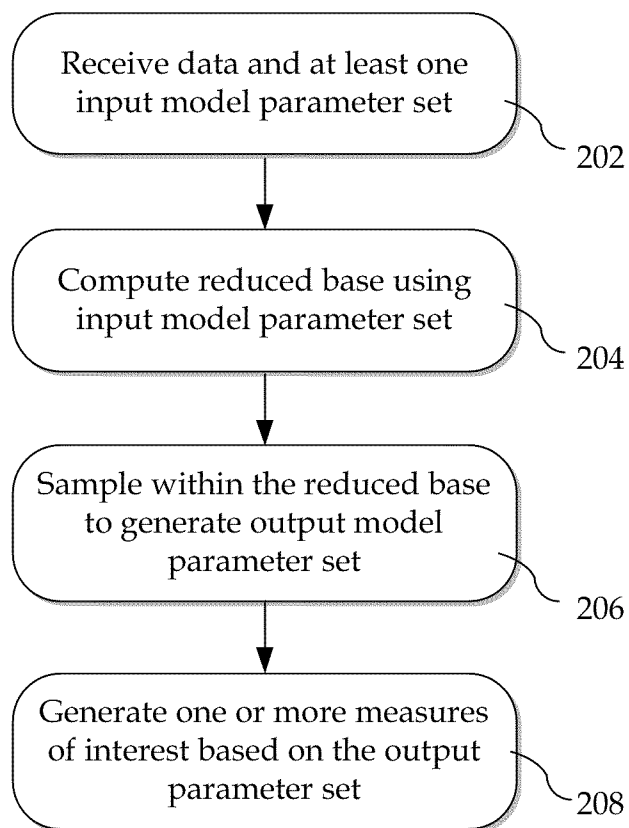 Receive data and at least one
input model parameter set
202
Compute reduced base using
input model parameter set
204
Sample within the reduced base
to generate output model
parameter set
206
Generate one or more measures
of interest based on the output
parameter set
208